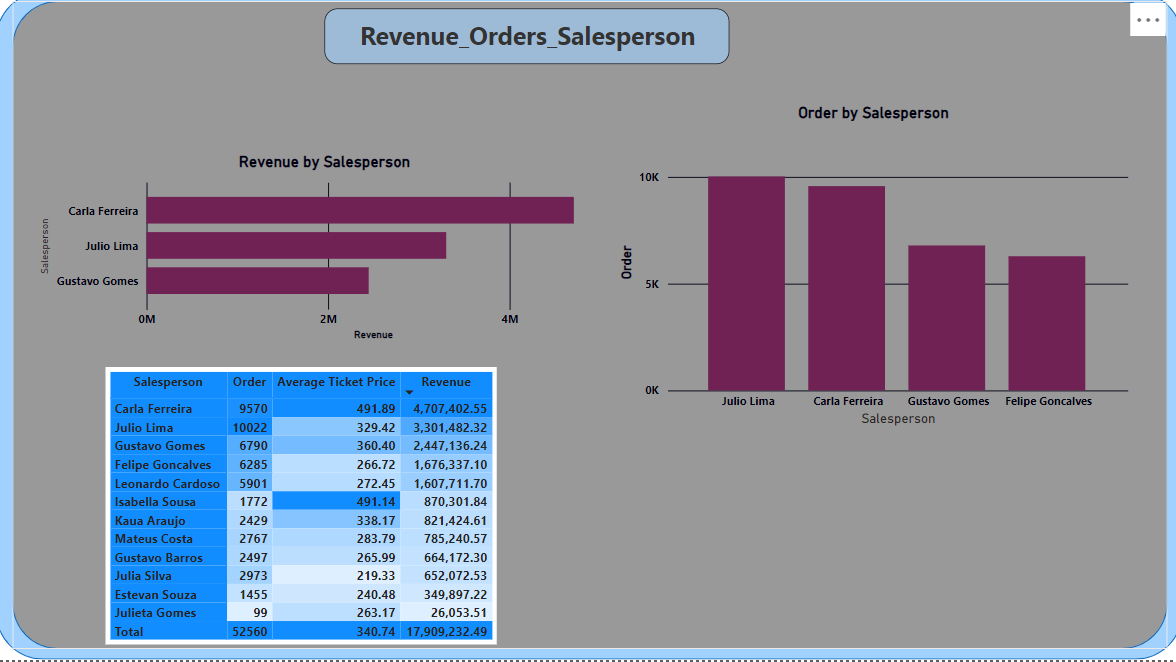 Revenue_Orders_Salesperson
Revenue by Salesperson
Salesperson
Carla Ferreira
Julio Lima
Gustavo Gomes
0M 2M 4M
Revenue
Order by Salesperson
Order
10K
5K
0K
Julio Lima Carla Ferreira Gustavo Gomes Felipe Goncalves
Salesperson
Salesperson Order Average Ticket Price Revenue
Carla Ferreira 9570 491.89 4,707,402.55
Julio Lima 10022 329.42 3,301,482.32
Gustavo Gomes 6790 360.40 2,447,136.24
Felipe Goncalves 6285 266.72 1,676,337.10
Leonardo Cardoso 5901 272.45 1,607,711.70
Isabella Sousa 1772 491.14 870,301.84
Kaua Araujo 2429 338.17 821,424.61
Mateus Costa 2767 283.79 785,240.57
Gustavo Barros 2497 265.99 664,172.30
Julia Silva 2973 219.33 652,072.53
Estevan Souza 1455 240.48 349,897.22
Julieta Gomes 99 263.17 26,053.51
Total 52560 340.74 17,909,232.49